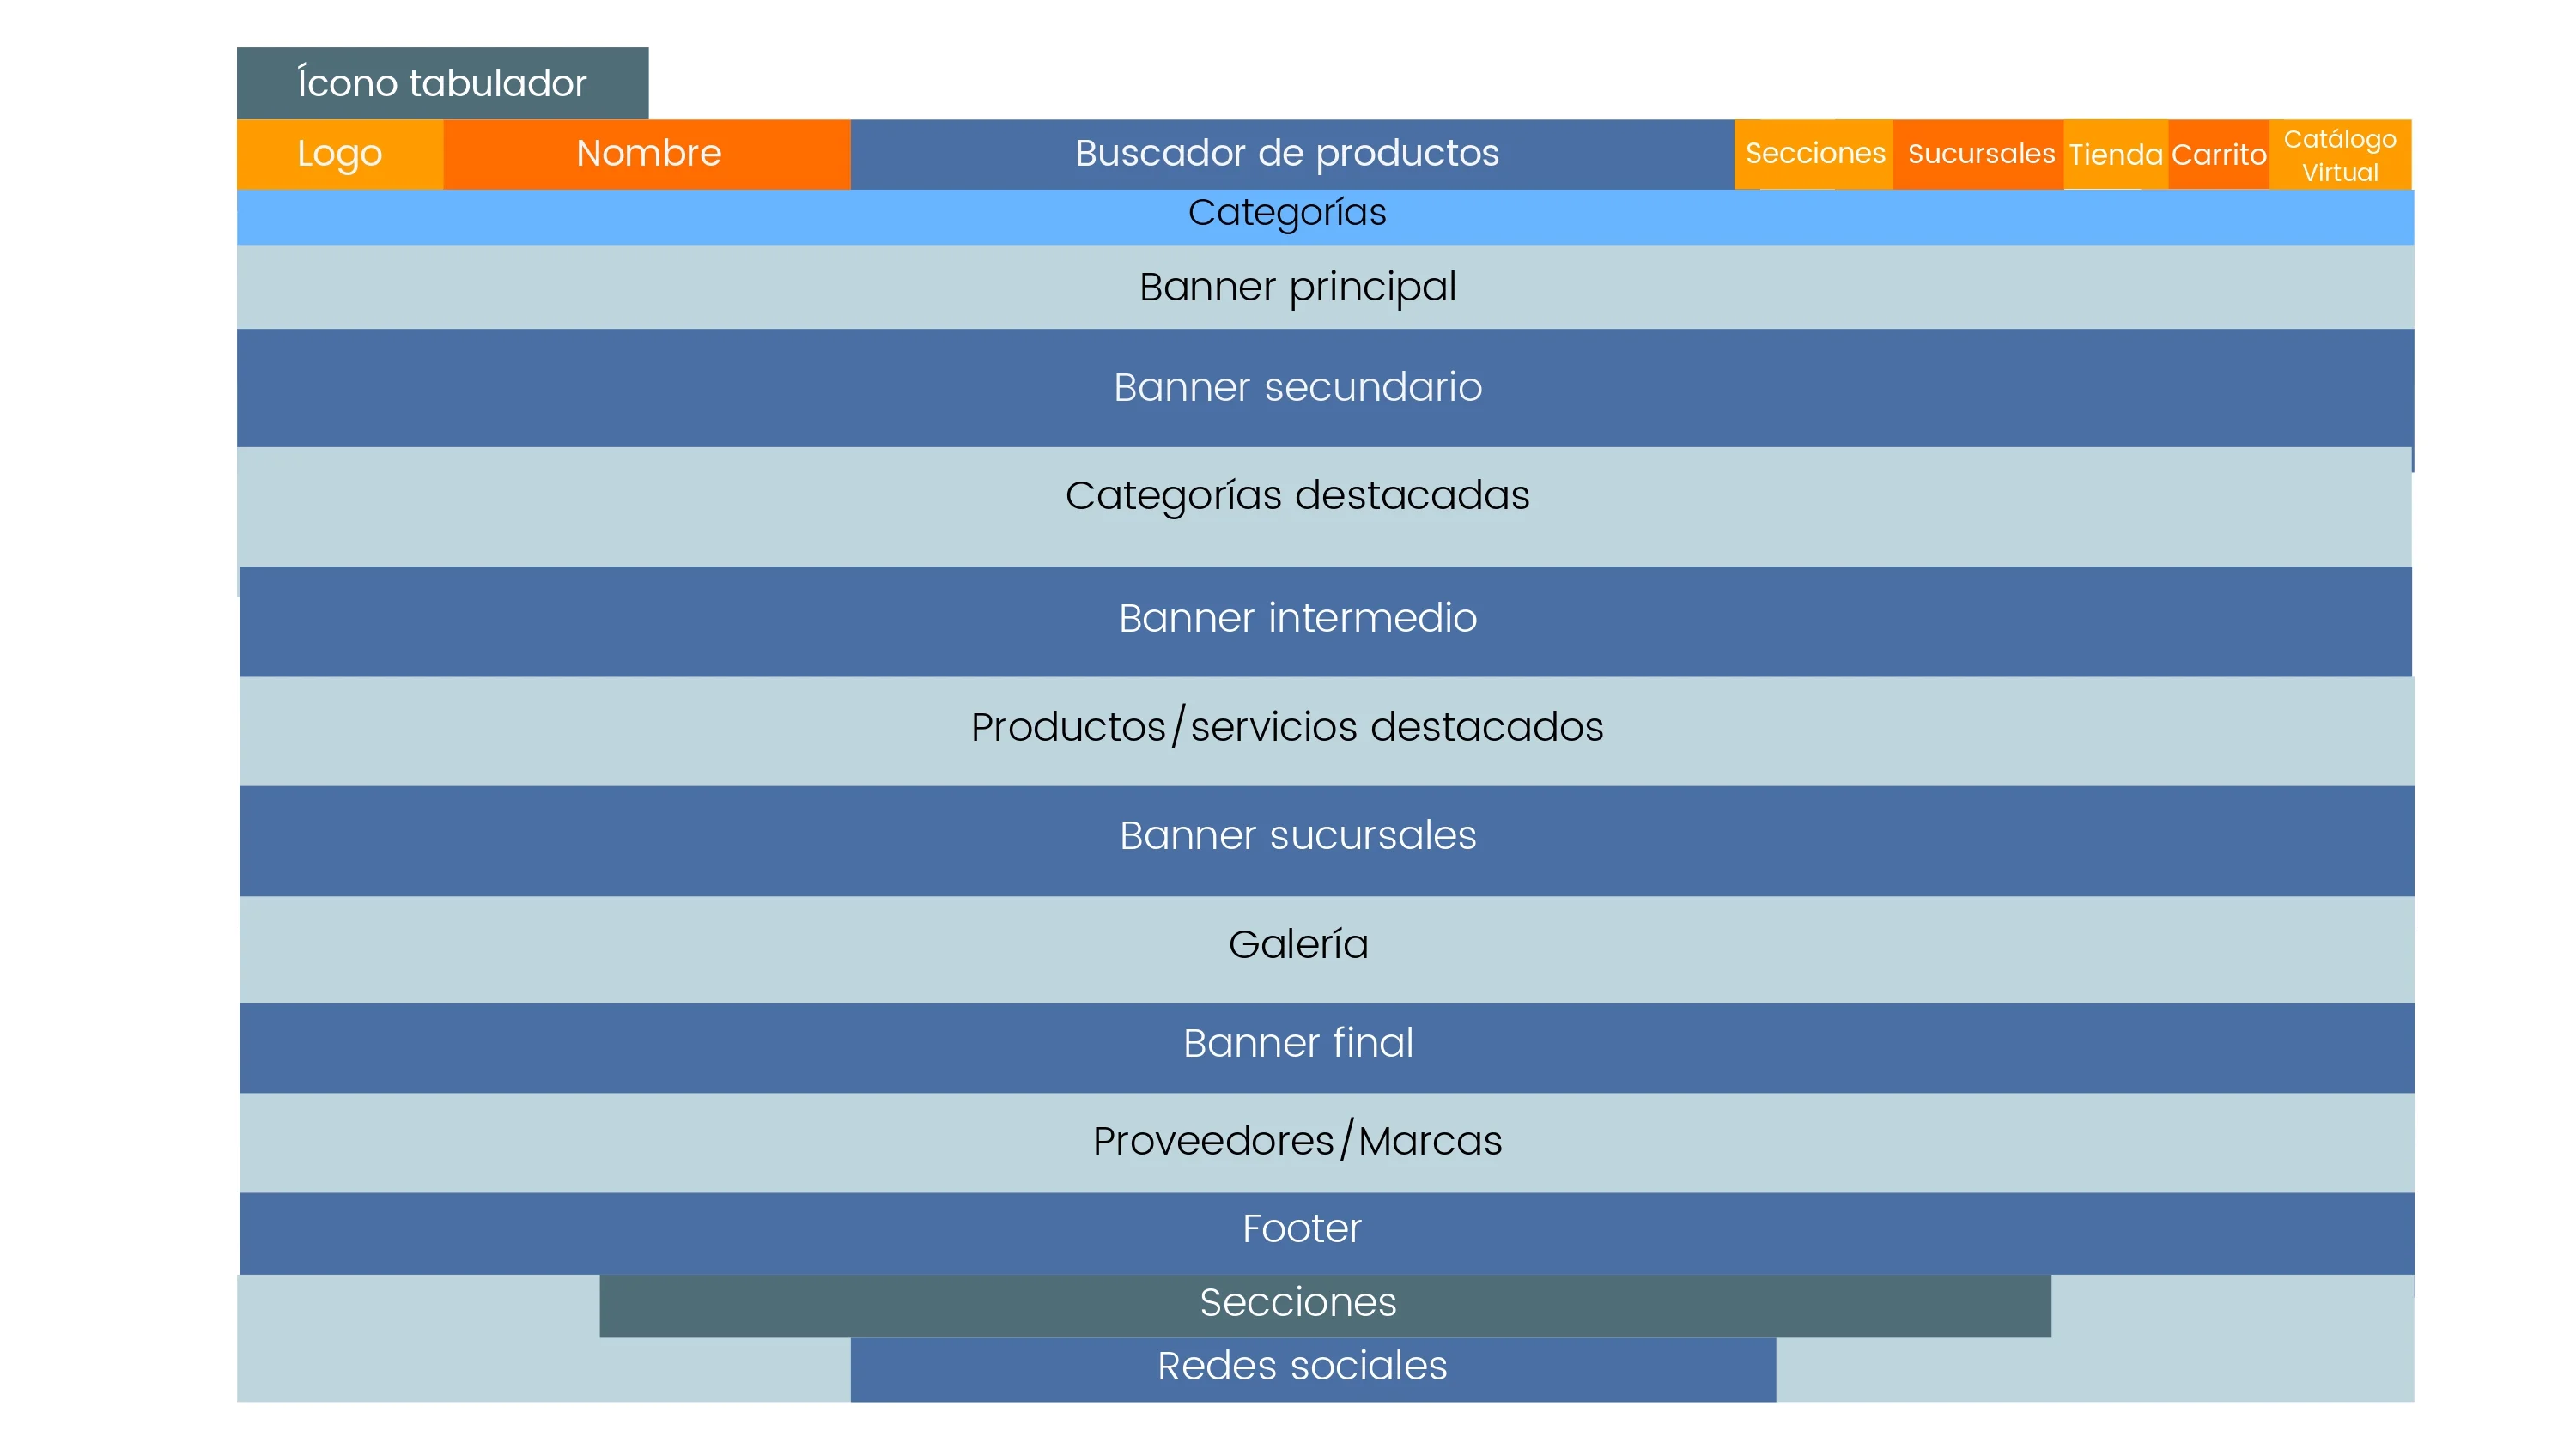 Ícono tabulador
Logo
Nombre
Buscador de productos
Secciones
Sucursales
Tienda
Carrito
Catálogo
Virtual
Categorías
Banner principal
Banner secundario
Categorías destacadas
Banner intermedio
Productos/servicios destacados
Banner sucursales
Galería
Banner final
Proveedores/Marcas
Footer
Secciones
Redes sociales